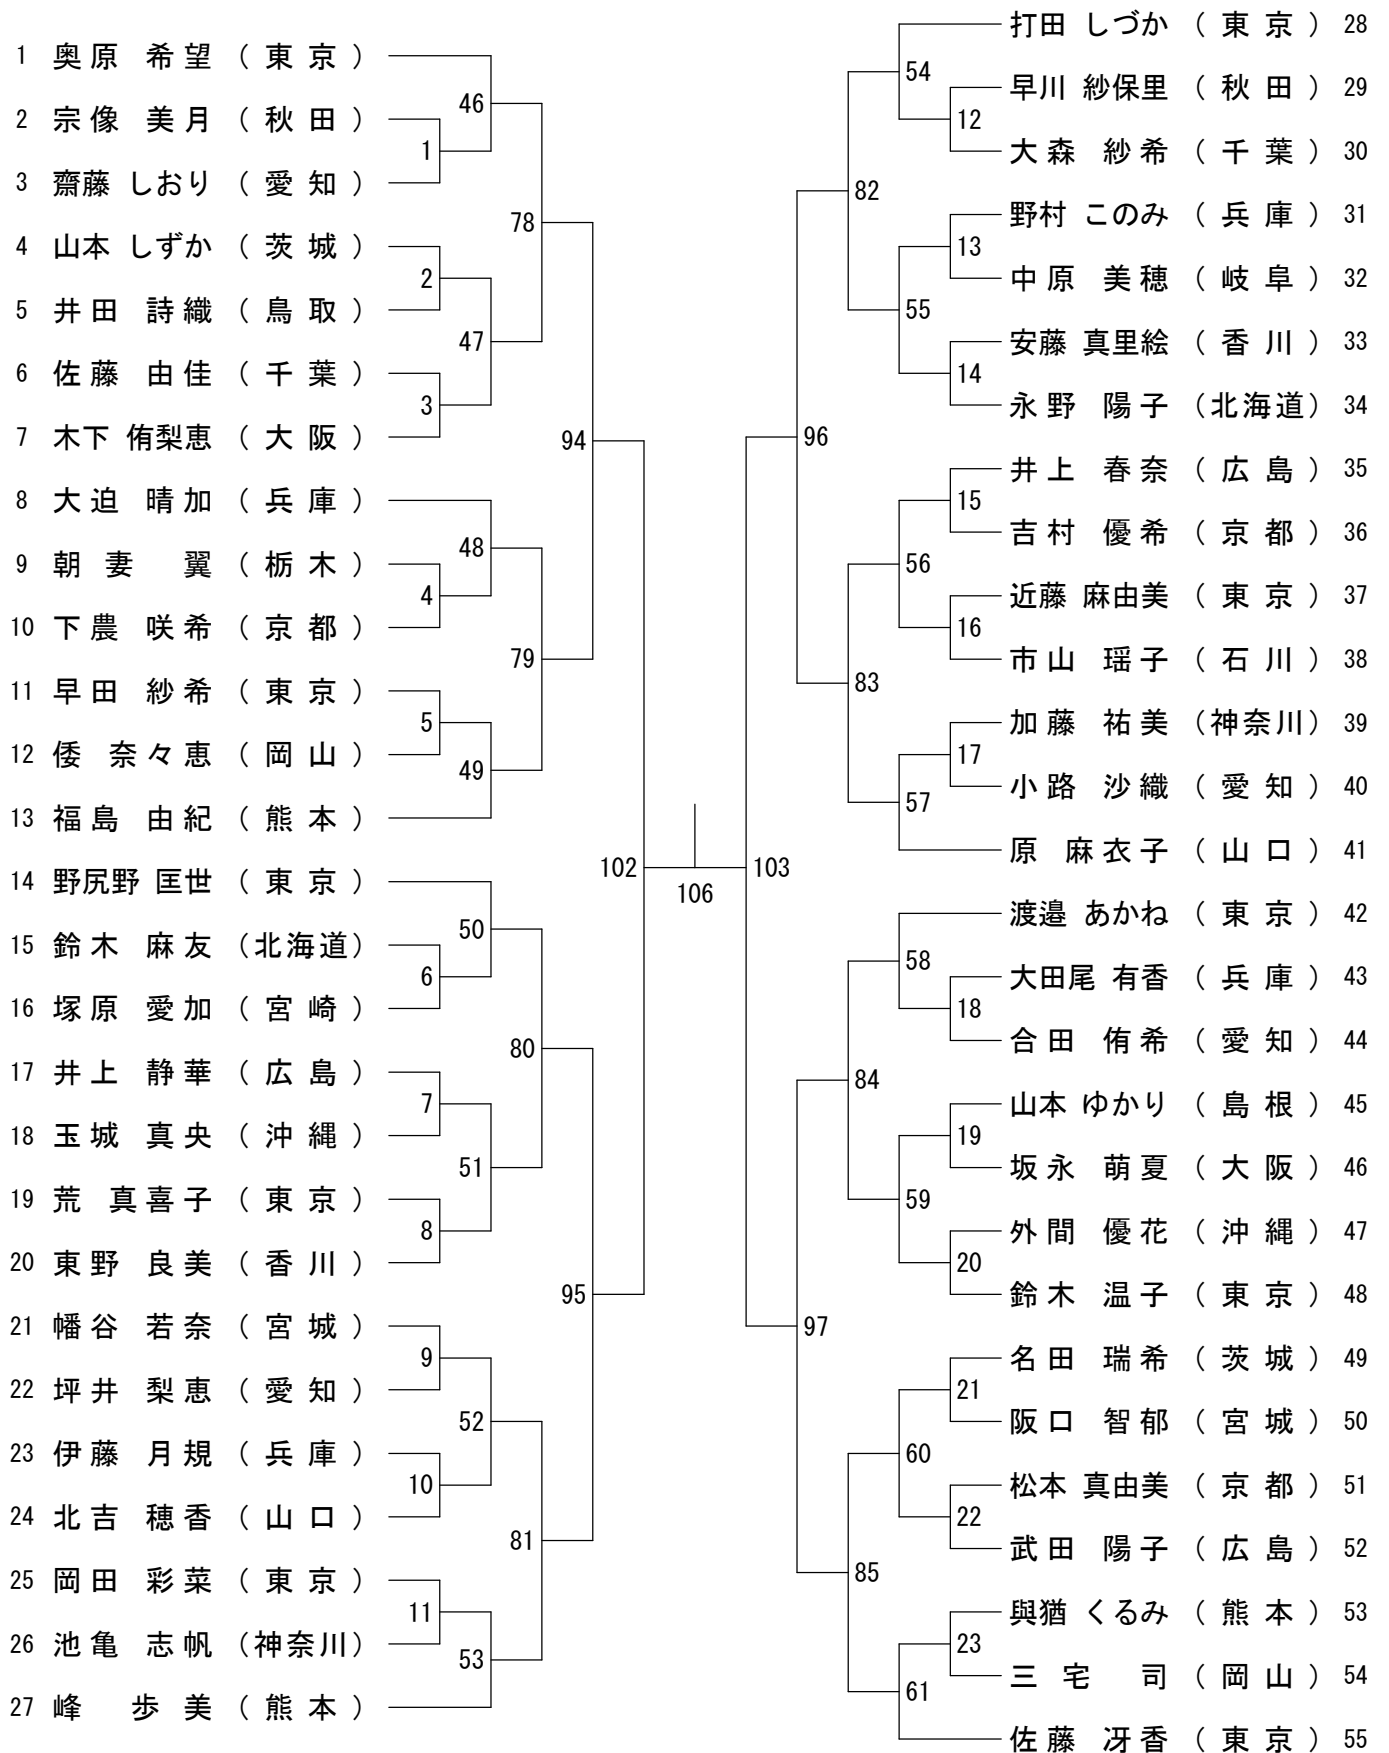 1 奥原 希望 （ 東 京 ）
46
2 宗像 美月 （ 秋 田 ）
1
3 齋藤 しおり （ 愛 知 ）
78
4 山本 しずか （ 茨 城 ）
2
5 井田 詩織 （ 鳥 取 ）
47
6 佐藤 由佳 （ 千 葉 ）
3
7 木下 侑梨恵 （ 大 阪 ）
94
8 大迫 晴加 （ 兵 庫 ）
48
9 朝妻 翼 （ 栃 木 ）
4
10 下農 咲希 （ 京 都 ）
79
11 早田 紗希 （ 東 京 ）
5
12 倭 奈々恵 （ 岡 山 ）
49
13 福島 由紀 （ 熊 本 ）
102
14 野尻野 匡世 （ 東 京 ）
50
15 鈴木 麻友 （北海道）
6
16 塚原 愛加 （ 宮 崎 ）
80
17 井上 静華 （ 広 島 ）
7
18 玉城 真央 （ 沖 縄 ）
51
19 荒 真喜子 （ 東 京 ）
8
20 東野 良美 （ 香 川 ）
95
21 幡谷 若奈 （ 宮 城 ）
9
22 坪井 梨恵 （ 愛 知 ）
52
23 伊藤 月規 （ 兵 庫 ）
10
24 北吉 穂香 （ 山 口 ）
81
25 岡田 彩菜 （ 東 京 ）
11
26 池亀 志帆 （神奈川）
53
27 峰 歩美 （ 熊 本 ）
106
打田 しづか （ 東 京 ） 28
54
早川 紗保里 （ 秋 田 ） 29
12
大森 紗希 （ 千 葉 ） 30
82
野村 このみ （ 兵 庫 ） 31
13
中原 美穂 （ 岐 阜 ） 32
55
安藤 真里絵 （ 香 川 ） 33
14
永野 陽子 （北海道） 34
96
井上 春奈 （ 広 島 ） 35
15
吉村 優希 （ 京 都 ） 36
56
近藤 麻由美 （ 東 京 ） 37
16
市山 瑶子 （ 石 川 ） 38
83
加藤 祐美 （神奈川） 39
17
小路 沙織 （ 愛 知 ） 40
57
原 麻衣子 （ 山 口 ） 41
103
渡邉 あかね （ 東 京 ） 42
58
大田尾 有香 （ 兵 庫 ） 43
18
合田 侑希 （ 愛 知 ） 44
84
山本 ゆかり （ 島 根 ） 45
19
坂永 萌夏 （ 大 阪 ） 46
59
外間 優花 （ 沖 縄 ） 47
20
鈴木 温子 （ 東 京 ） 48
97
名田 瑞希 （ 茨 城 ） 49
21
阪口 智郁 （ 宮 城 ） 50
60
松本 真由美 （ 京 都 ） 51
22
武田 陽子 （ 広 島 ） 52
85
與猶 くるみ （ 熊 本 ） 53
23
三宅 司 （ 岡 山 ） 54
61
佐藤 冴香 （ 東 京 ） 55